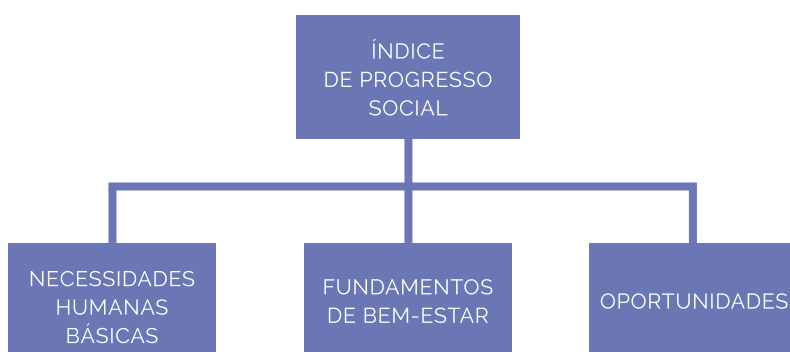 ÍNDICE
DE PROGRESSO
SOCIAL
NECESSIDADES
HUMANAS
BÁSICAS
FUNDAMENTOS
DE BEM-ESTAR
OPORTUNIDADES